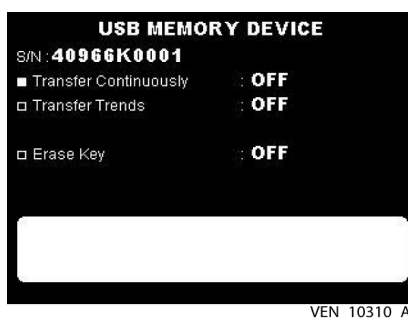 USB MEMORY DEVICE
S/N : 40966K0001
Transfer Continuously : OFF
Transfer Trends : OFF
Erase Key : OFF
VEN 10310 A